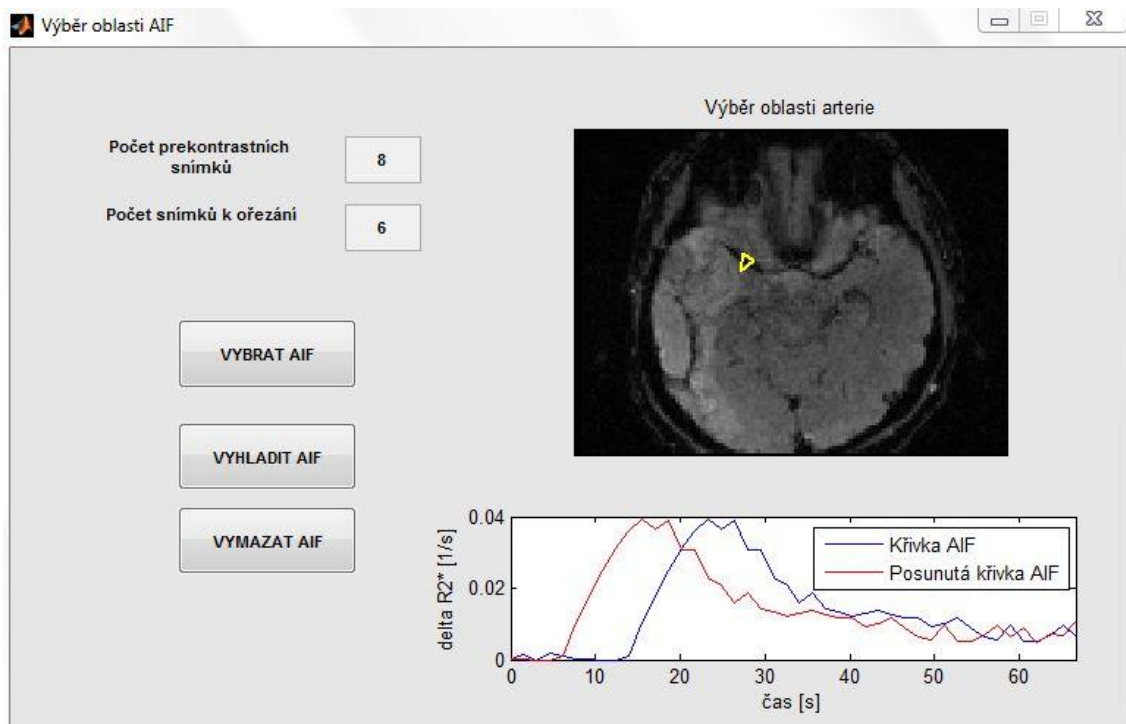 Výběr oblasti AIF
Počet prekontrastních
snímků
8
Počet snímků k ořezání
6
VYBRAT AIF
VYHLADIT AIF
VYMAZAT AIF
Výběr oblasti arterie
delta R2* [1/s]
0.04
0.02
0
Křivka AIF
Posunutá křivka AIF
0 10 20 30 40 50 60
čas [s]